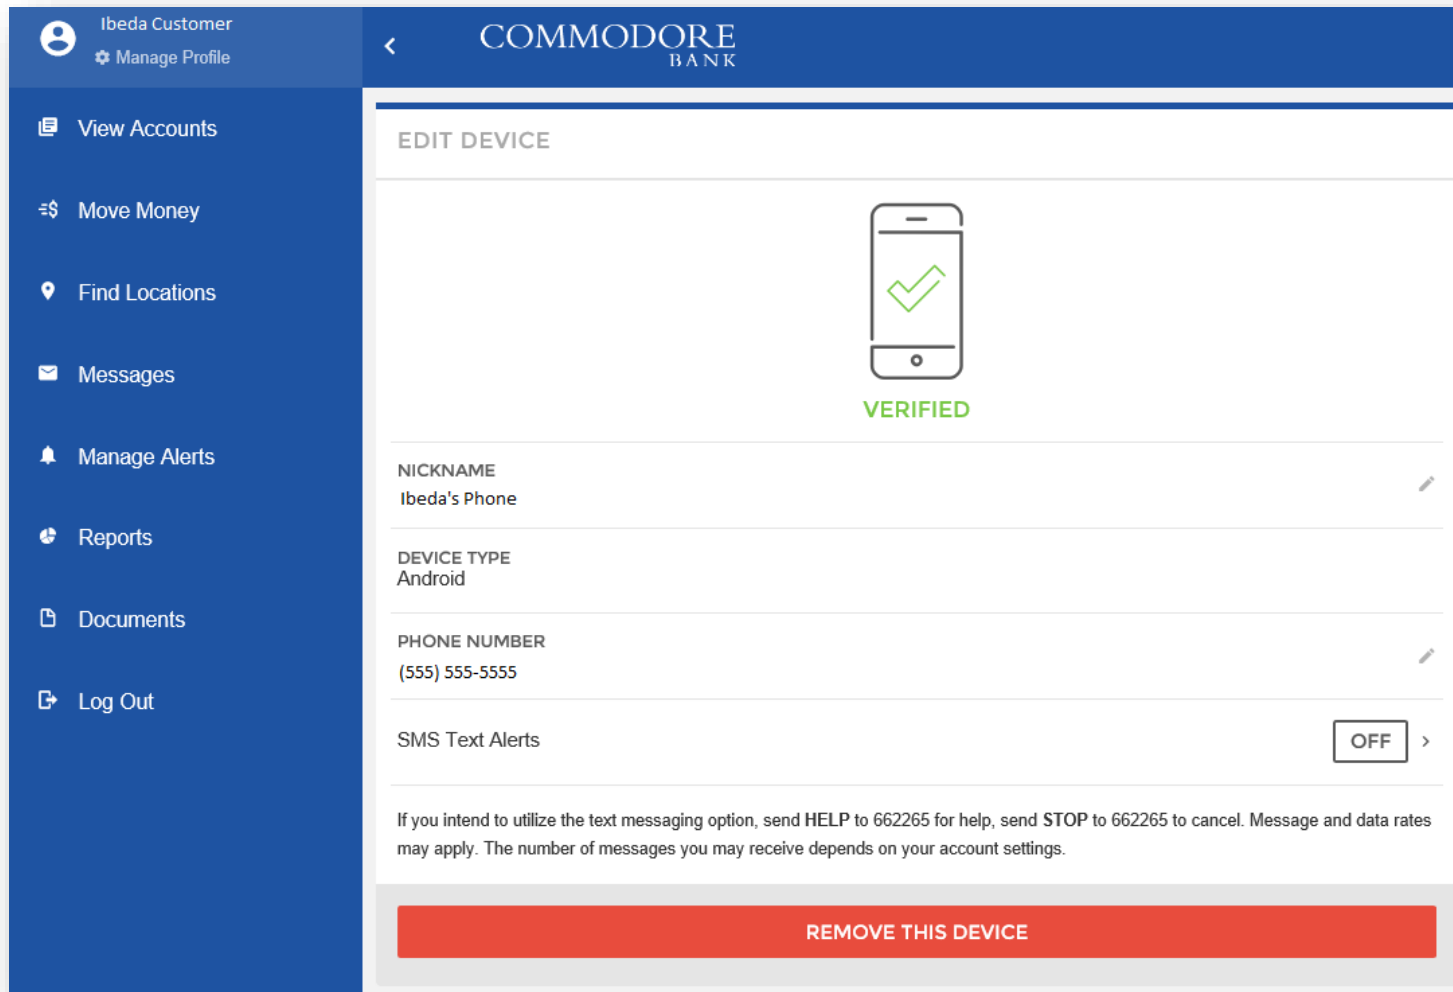 Ibeda Customer
Manage Profile
View Accounts
Move Money
Find Locations
Messages
Manage Alerts
Reports
Documents
Log Out
COMMODORE
BANK
EDIT DEVICE
VERIFIED
NICKNAME
Ibeda's Phone
DEVICE TYPE
Android
PHONE NUMBER
(555) 555-5555
SMS Text Alerts
OFF
If you intend to utilize the text messaging option, send HELP to 662265 for help, send STOP to 662265 to cancel. Message and data rates
may apply. The number of messages you may receive depends on your account settings.
REMOVE THIS DEVICE